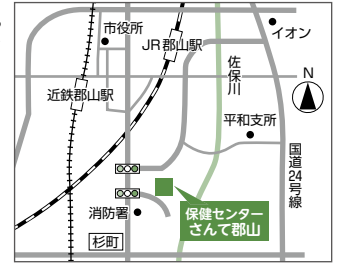 市役所
イオン
JR郡山駅
佐保川
N
近鉄郡山駅
平和支所
国道24号線
消防署
保健センター
さんて郡山
杉町